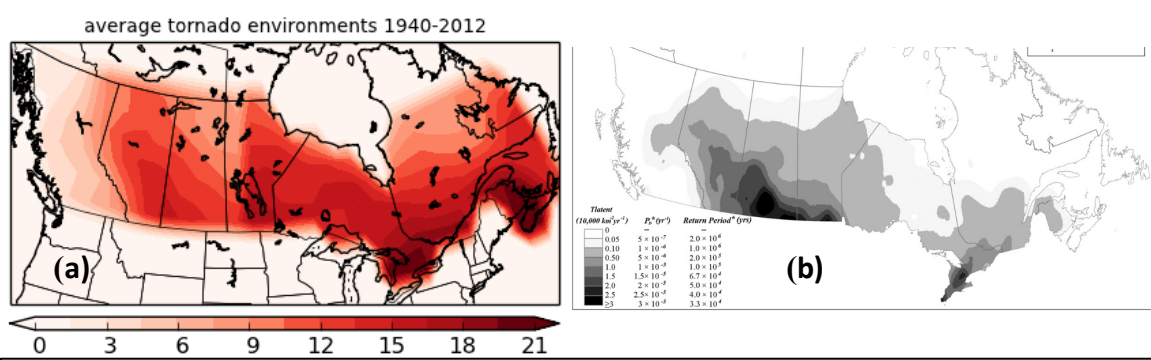 average tornado environments 1940-2012
(a)
0 3 6 9 12 15 18 21
(b)
Tlatent
(10,000 km²yr⁻¹) Pₚᵃ(yr⁻¹) Return Periodᵃ (yrs)
0 – –
0.05 5 × 10⁻⁷ 2.0 × 10⁶
0.10 1 × 10⁻⁶ 1.0 × 10⁶
0.50 5 × 10⁻⁶ 2.0 × 10⁵
1.0 1 × 10⁻⁵ 1.0 × 10⁵
1.5 1.5 × 10⁻⁵ 6.7 × 10⁴
2.0 2 × 10⁻⁵ 5.0 × 10⁴
2.5 2.5 × 10⁻⁵ 4.0 × 10⁴
≥3 3 × 10⁻⁵ 3.3 × 10⁴